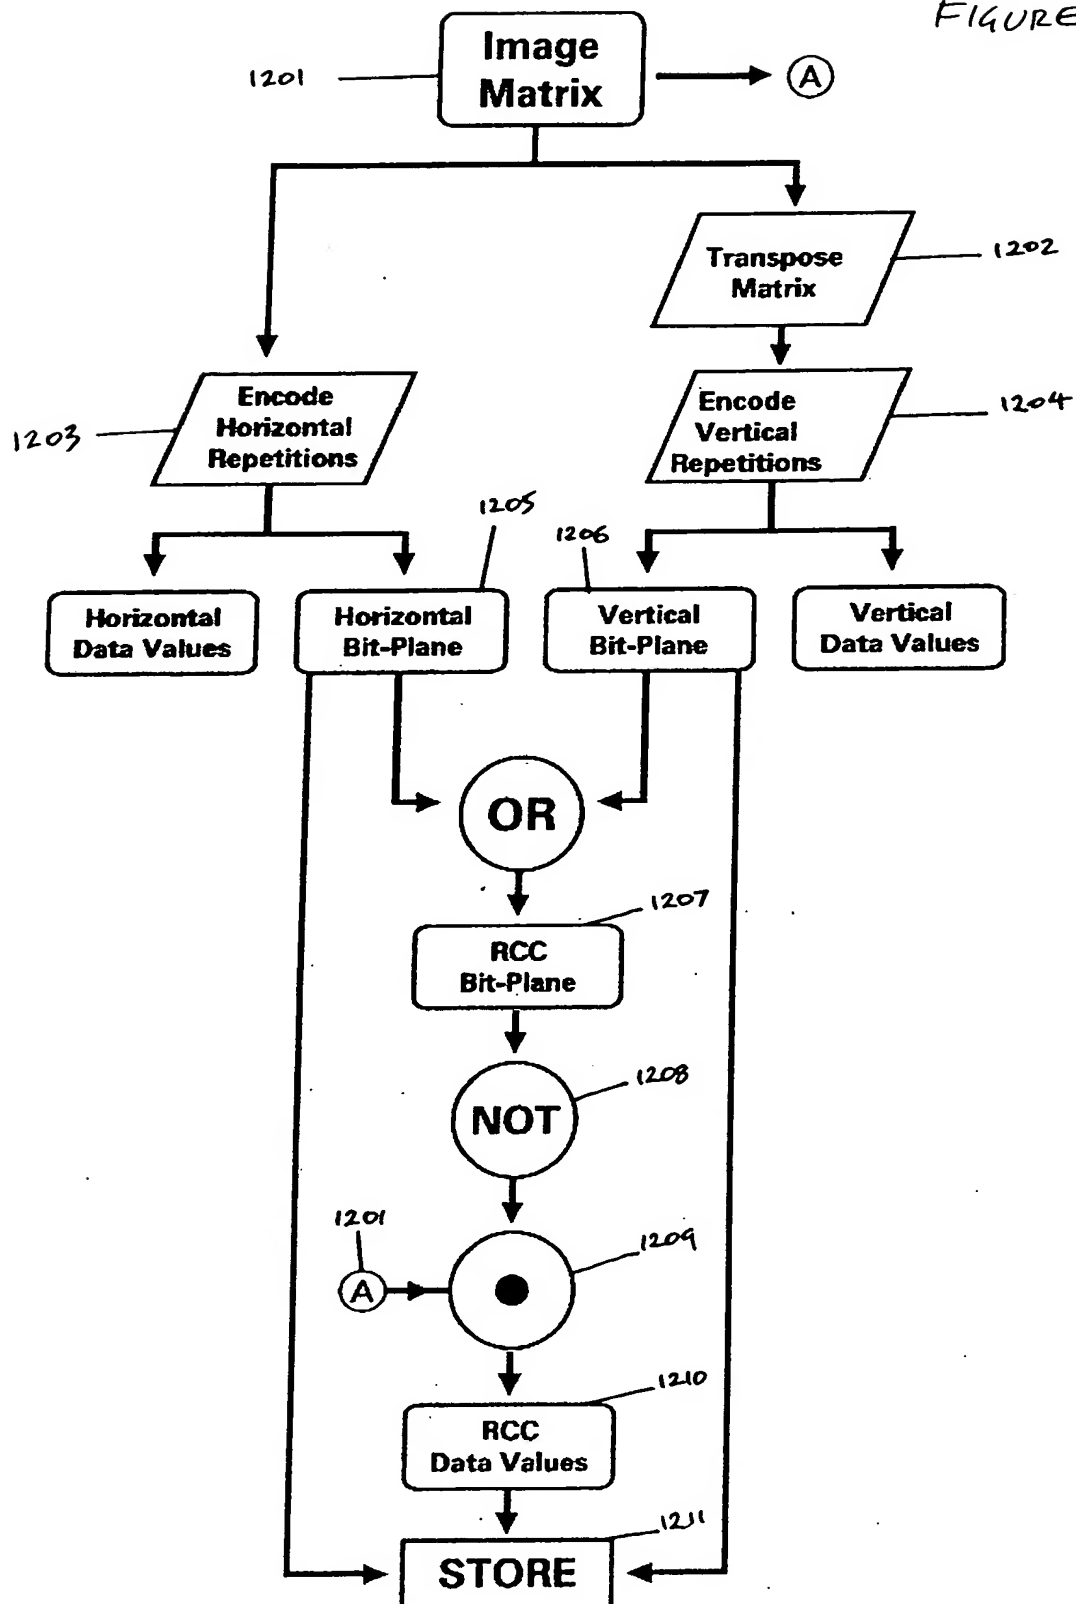 FIGURE
Image
Matrix
1201
A
Transpose
Matrix
1202
Encode
Horizontal
Repetitions
1203
Encode
Vertical
Repetitions
1204
1205
1206
Horizontal
Data Values
Horizontal
Bit-Plane
Vertical
Bit-Plane
Vertical
Data Values
OR
1207
RCC
Bit-Plane
1208
NOT
1201
A
1209
1210
RCC
Data Values
1211
STORE